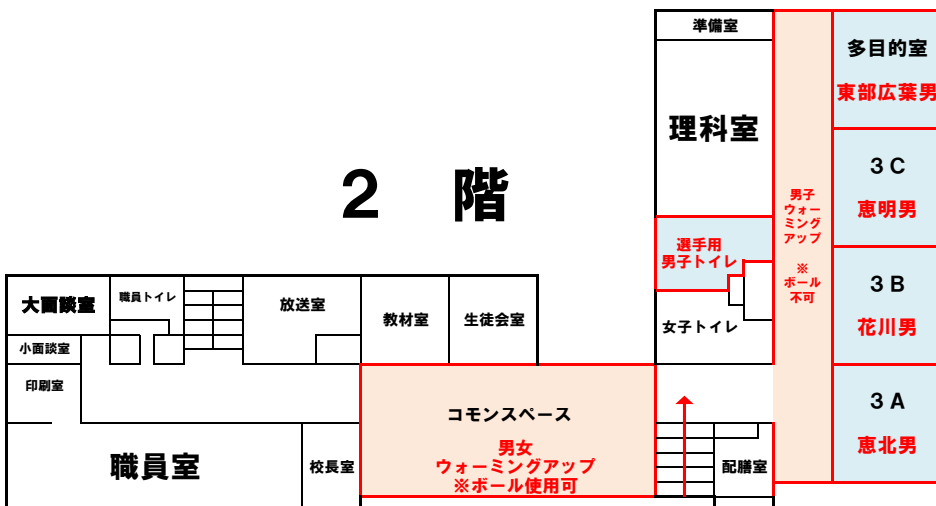 ２　階
準備室
理科室
選手用
男子トイレ
女子トイレ
男子
ウォー
ミング
アップ
※
ボール
不可
多目的室
東部広葉男
３Ｃ
恵明男
３Ｂ
花川男
３Ａ
恵北男
大面談室
職員トイレ
放送室
教材室
生徒会室
小面談室
印刷室
職員室
校長室
コモンスペース
男女
ウォーミングアップ
※ボール使用可
配膳室